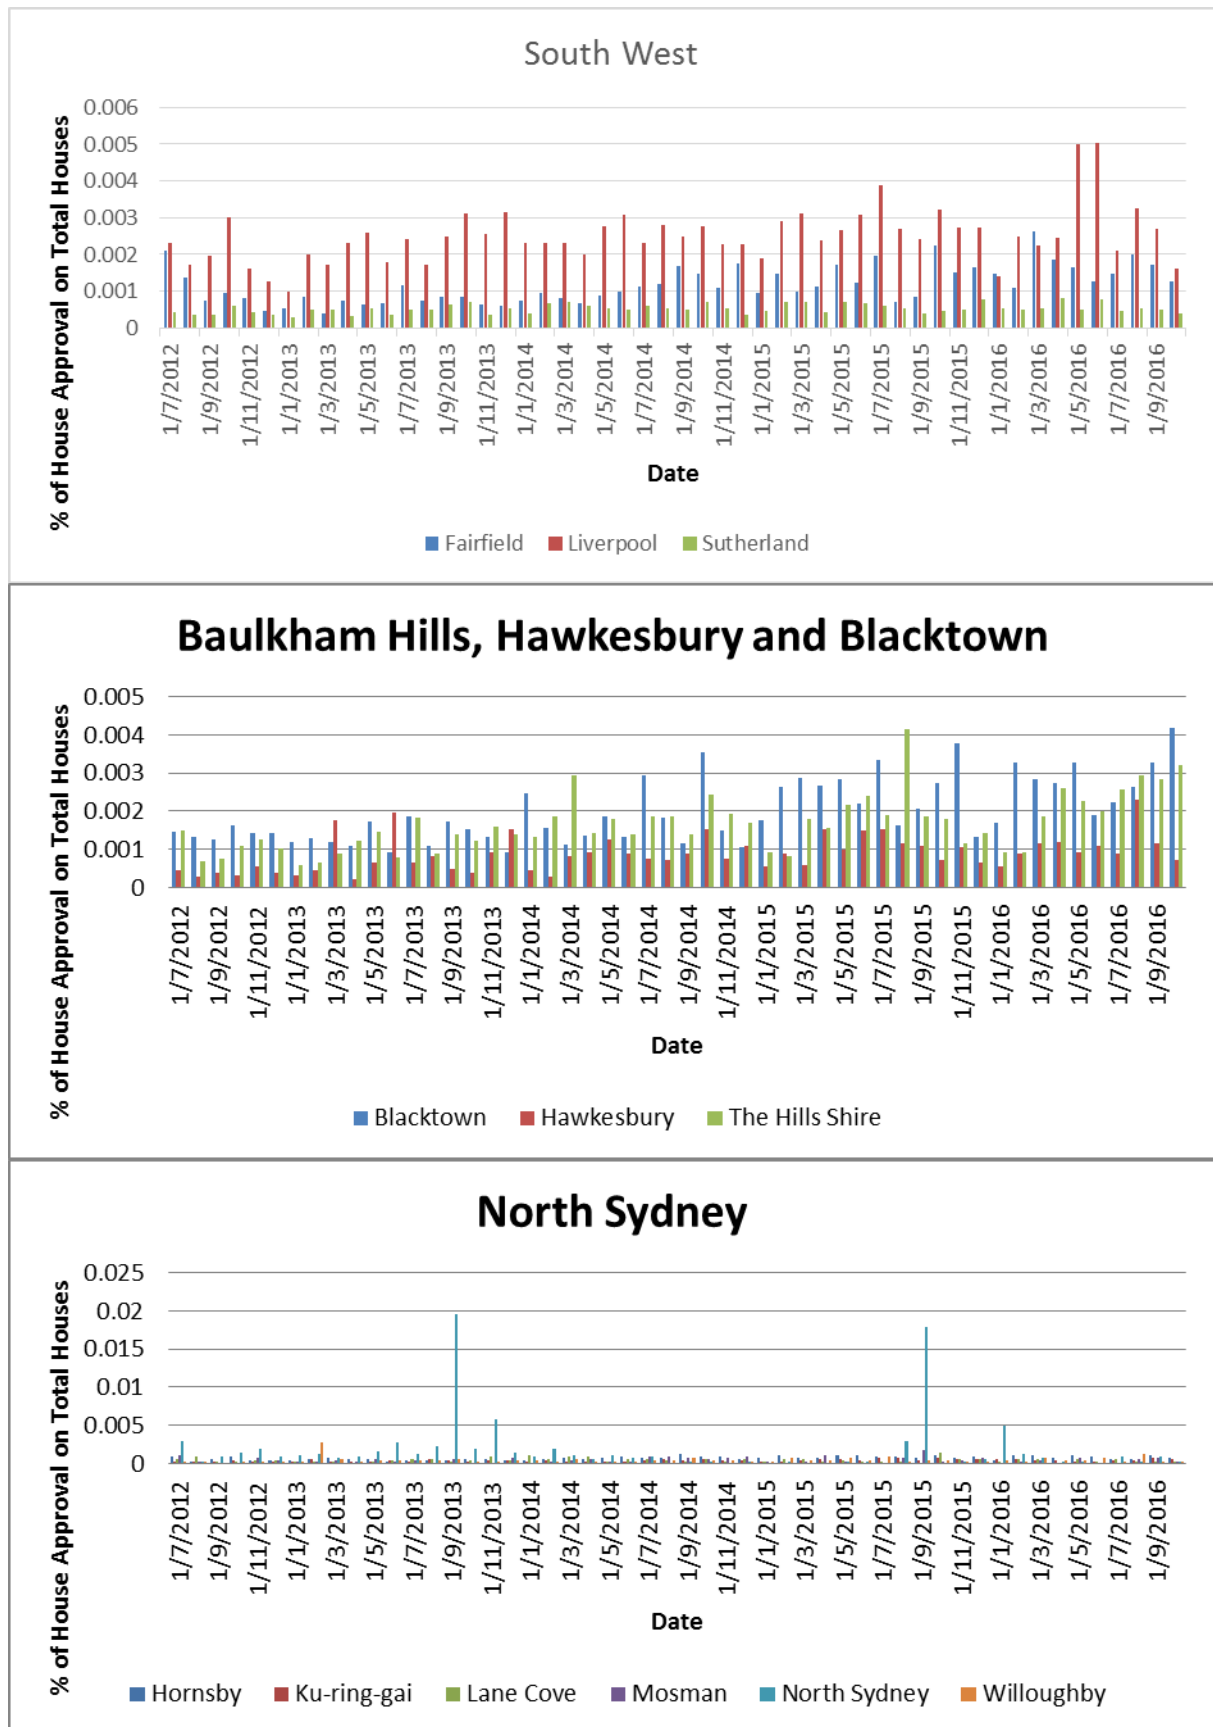 South West
% of House Approval on Total Houses
0.006
0.005
0.004
0.003
0.002
0.001
0
1/7/2012 1/9/2012 1/11/2012 1/1/2013 1/3/2013 1/5/2013 1/7/2013 1/9/2013 1/11/2013 1/1/2014 1/3/2014 1/5/2014 1/7/2014 1/9/2014 1/11/2014 1/1/2015 1/3/2015 1/5/2015 1/7/2015 1/9/2015 1/11/2015 1/1/2016 1/3/2016 1/5/2016 1/7/2016 1/9/2016
Date
Fairfield Liverpool Sutherland
Baulkham Hills, Hawkesbury and Blacktown
% of House Approval on Total Houses
0.005
0.004
0.003
0.002
0.001
0
1/7/2012 1/9/2012 1/11/2012 1/1/2013 1/3/2013 1/5/2013 1/7/2013 1/9/2013 1/11/2013 1/1/2014 1/3/2014 1/5/2014 1/7/2014 1/9/2014 1/11/2014 1/1/2015 1/3/2015 1/5/2015 1/7/2015 1/9/2015 1/11/2015 1/1/2016 1/3/2016 1/5/2016 1/7/2016 1/9/2016
Date
Blacktown Hawkesbury The Hills Shire
North Sydney
% of House Approval on Total Houses
0.025
0.02
0.015
0.01
0.005
0
1/7/2012 1/9/2012 1/11/2012 1/1/2013 1/3/2013 1/5/2013 1/7/2013 1/9/2013 1/11/2013 1/1/2014 1/3/2014 1/5/2014 1/7/2014 1/9/2014 1/11/2014 1/1/2015 1/3/2015 1/5/2015 1/7/2015 1/9/2015 1/11/2015 1/1/2016 1/3/2016 1/5/2016 1/7/2016 1/9/2016
Date
Hornsby Ku-ring-gai Lane Cove Mosman North Sydney Willoughby